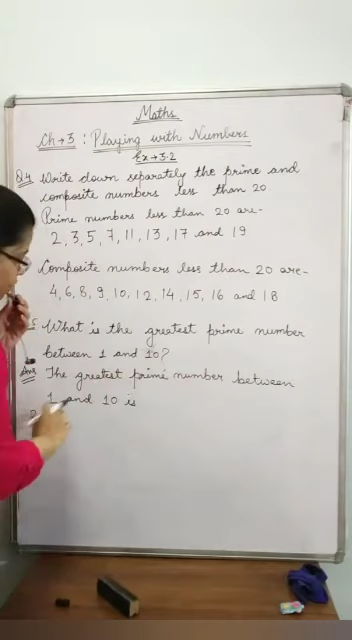 Maths
Ch → 3 : Playing with Numbers
Ex → 3.2
Q.4 Write down separately the prime and
composite numbers less than 20
Prime numbers less than 20 are-
2, 3, 5, 7, 11, 13, 17 and 19
Composite numbers less than 20 are-
4, 6, 8, 9, 10, 12, 14, 15, 16 and 18
5 What is the greatest prime number
between 1 and 10?
Ans The greatest prime number between
1 and 10 is